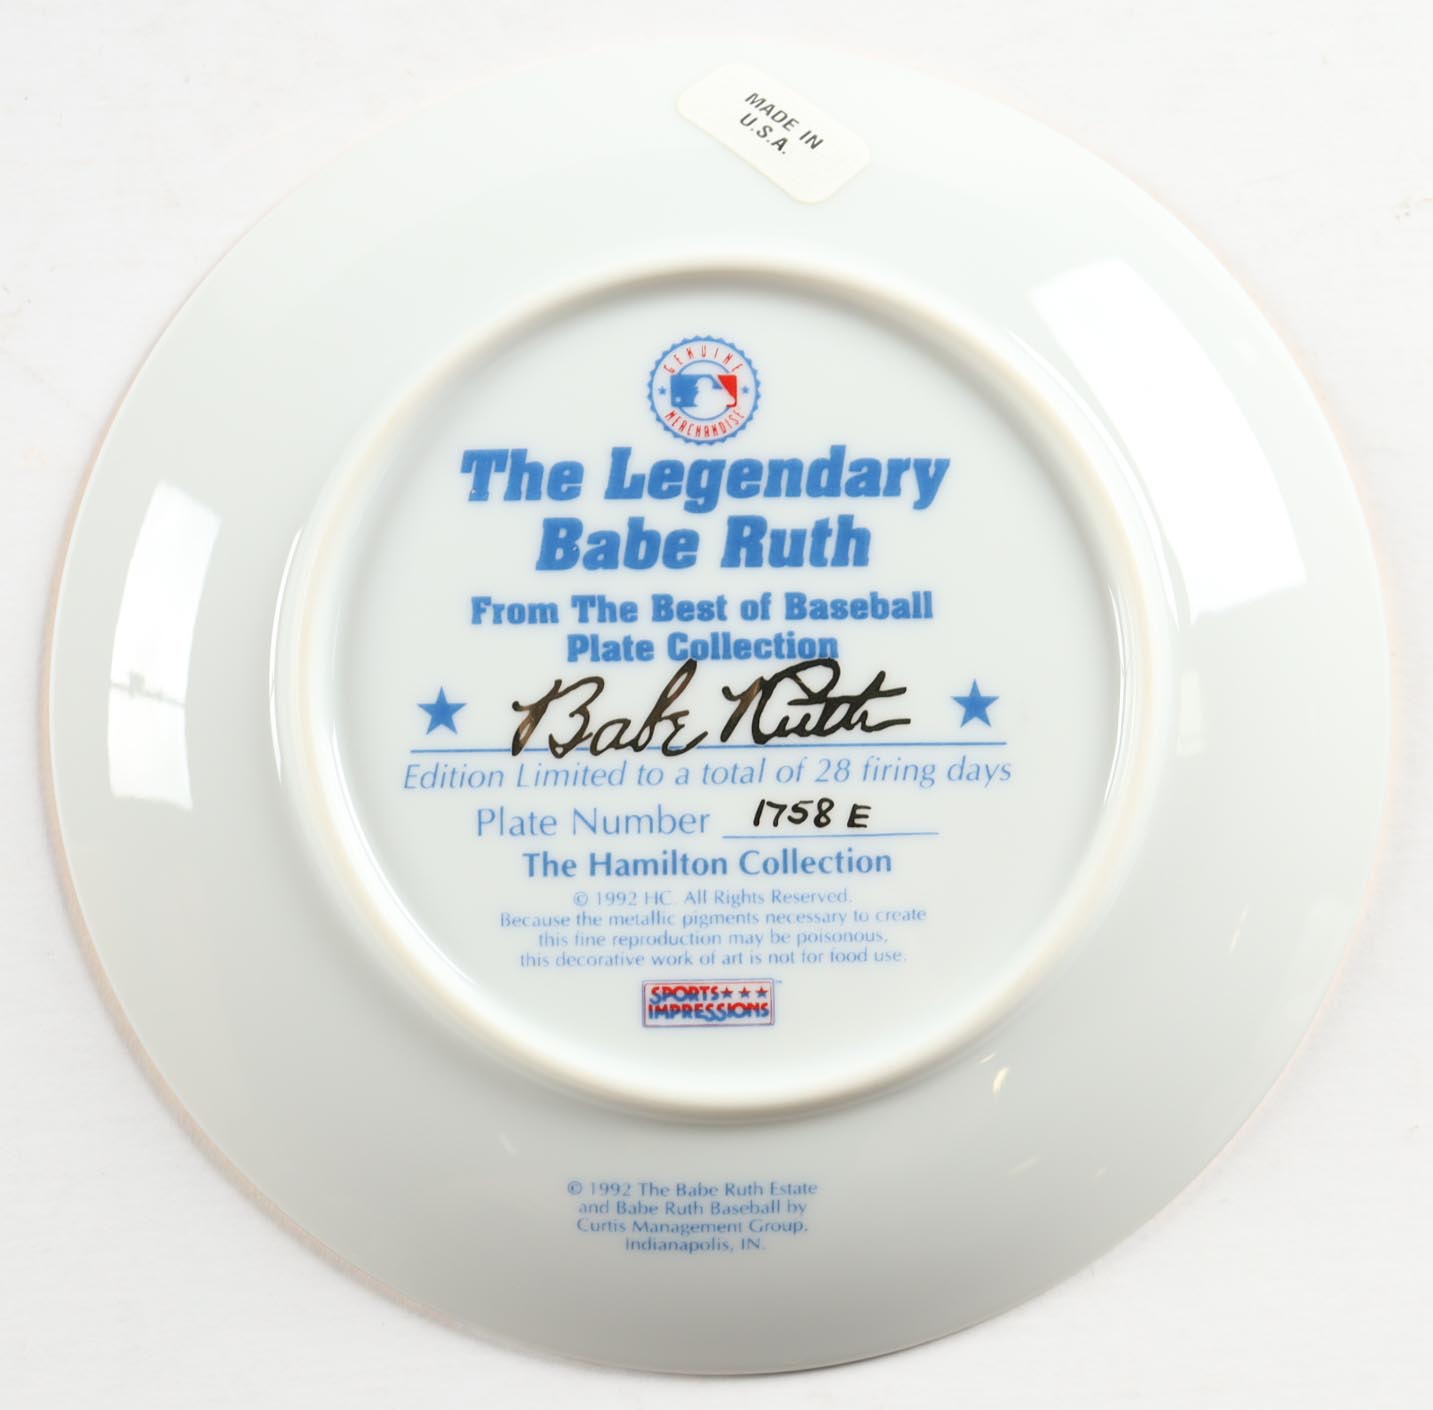 MADE IN
U.S.A.
GENUINE
MERCHANDISE
The Legendary
Babe Ruth
From The Best of Baseball
Plate Collection
Babe Ruth
Edition Limited to a total of 28 firing days
Plate Number 1758 E
The Hamilton Collection
© 1992 HC. All Rights Reserved.
Because the metallic pigments necessary to create
this fine reproduction may be poisonous,
this decorative work of art is not for food use.
SPORTS ★★★
IMPRESSIONS™
© 1992 The Babe Ruth Estate
and Babe Ruth Baseball by
Curtis Management Group,
Indianapolis, IN.